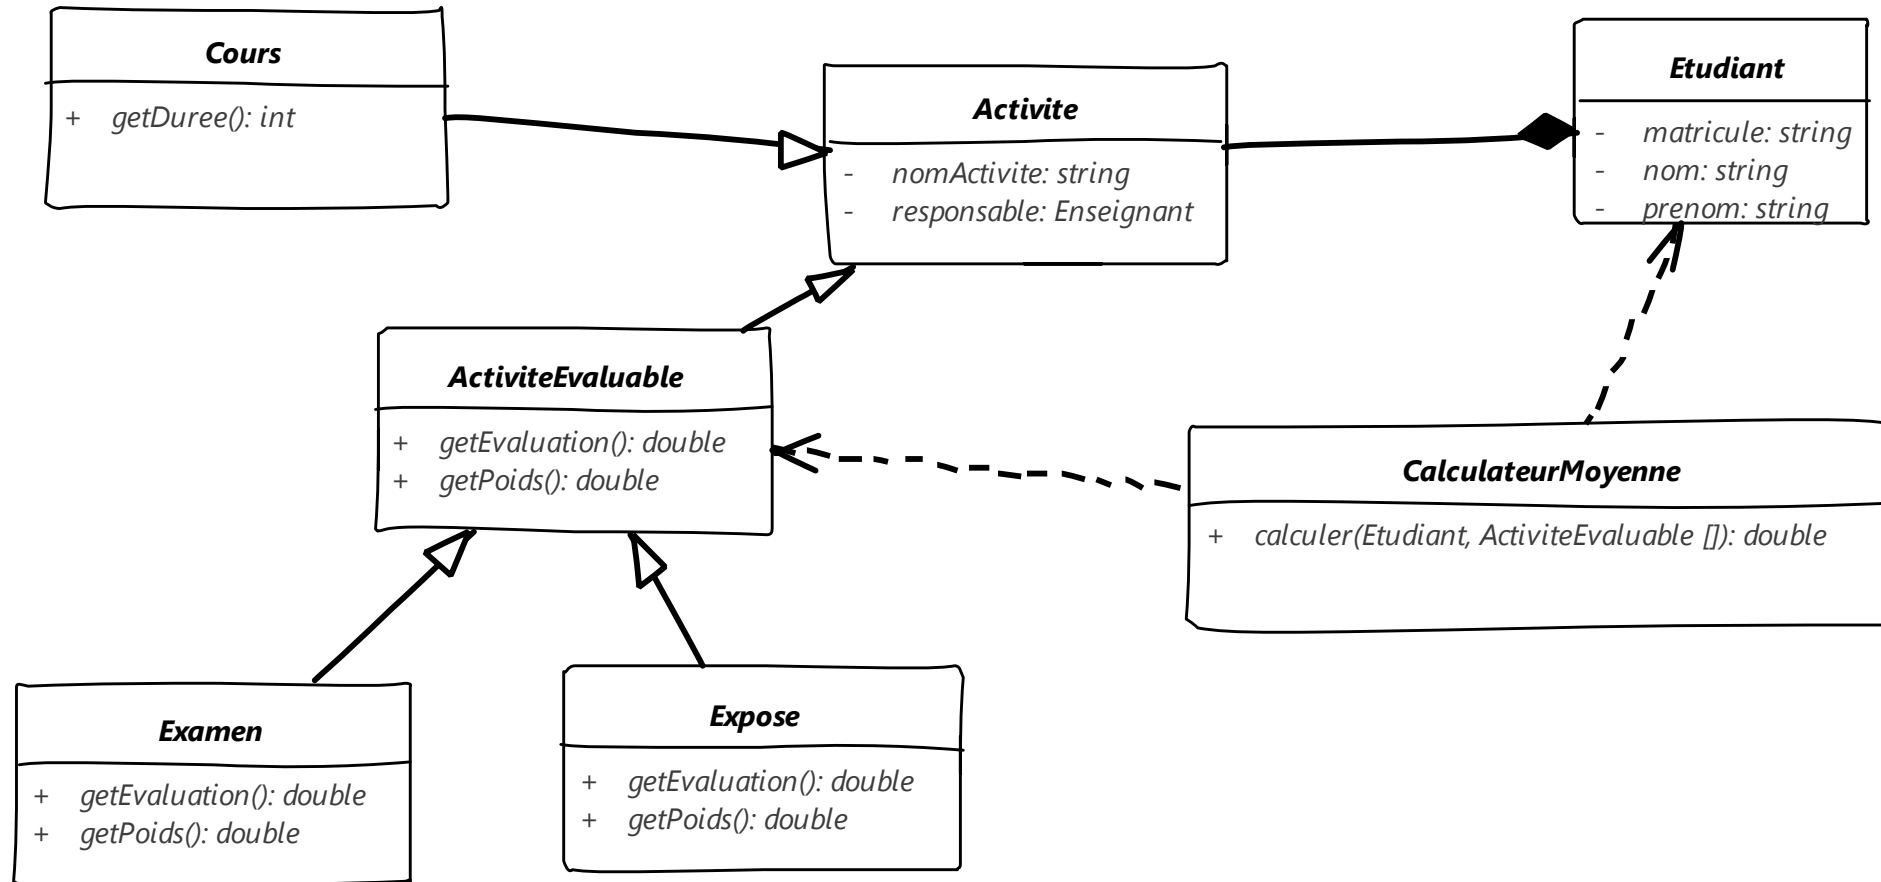 Cours
+ getDuree(): int
Activite
- nomActivite: string
- responsable: Enseignant
Etudiant
- matricule: string
- nom: string
- prenom: string
ActiviteEvaluable
+ getEvaluation(): double
+ getPoids(): double
CalculateurMoyenne
+ calculer(Etudiant, ActiviteEvaluable []): double
Examen
+ getEvaluation(): double
+ getPoids(): double
Expose
+ getEvaluation(): double
+ getPoids(): double